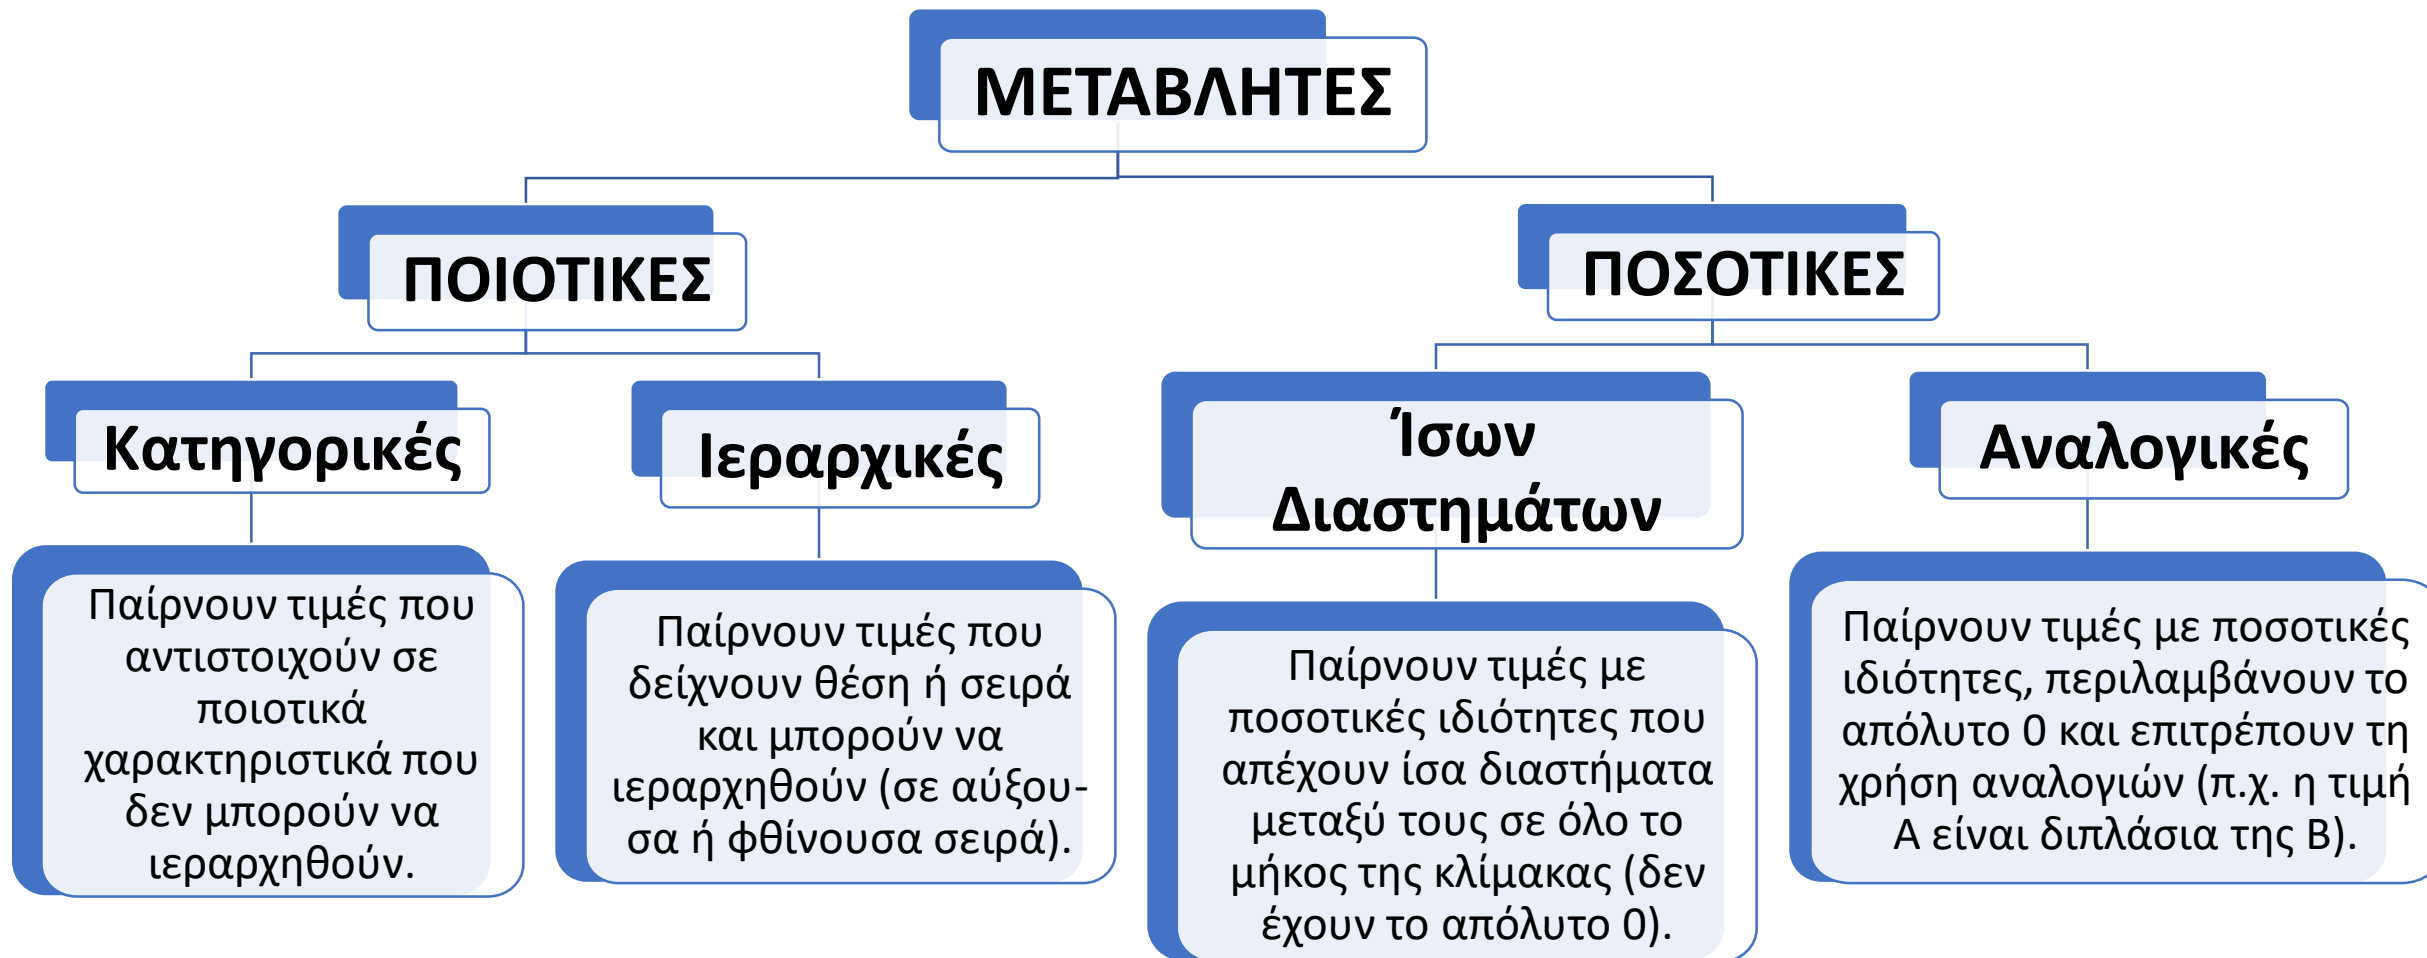 ΜΕΤΑΒΛΗΤΕΣ
ΠΟΙΟΤΙΚΕΣ
ΠΟΣΟΤΙΚΕΣ
Κατηγορικές
Ιεραρχικές
Ίσων
Διαστημάτων
Αναλογικές
Παίρνουν τιμές που
αντιστοιχούν σε
ποιοτικά
χαρακτηριστικά που
δεν μπορούν να
ιεραρχηθούν.
Παίρνουν τιμές που
δείχνουν θέση ή σειρά
και μπορούν να
ιεραρχηθούν (σε αύξου-
σα ή φθίνουσα σειρά).
Παίρνουν τιμές με
ποσοτικές ιδιότητες που
απέχουν ίσα διαστήματα
μεταξύ τους σε όλο το
μήκος της κλίμακας (δεν
έχουν το απόλυτο 0).
Παίρνουν τιμές με ποσοτικές
ιδιότητες, περιλαμβάνουν το
απόλυτο 0 και επιτρέπουν τη
χρήση αναλογιών (π.χ. η τιμή
Α είναι διπλάσια της Β).